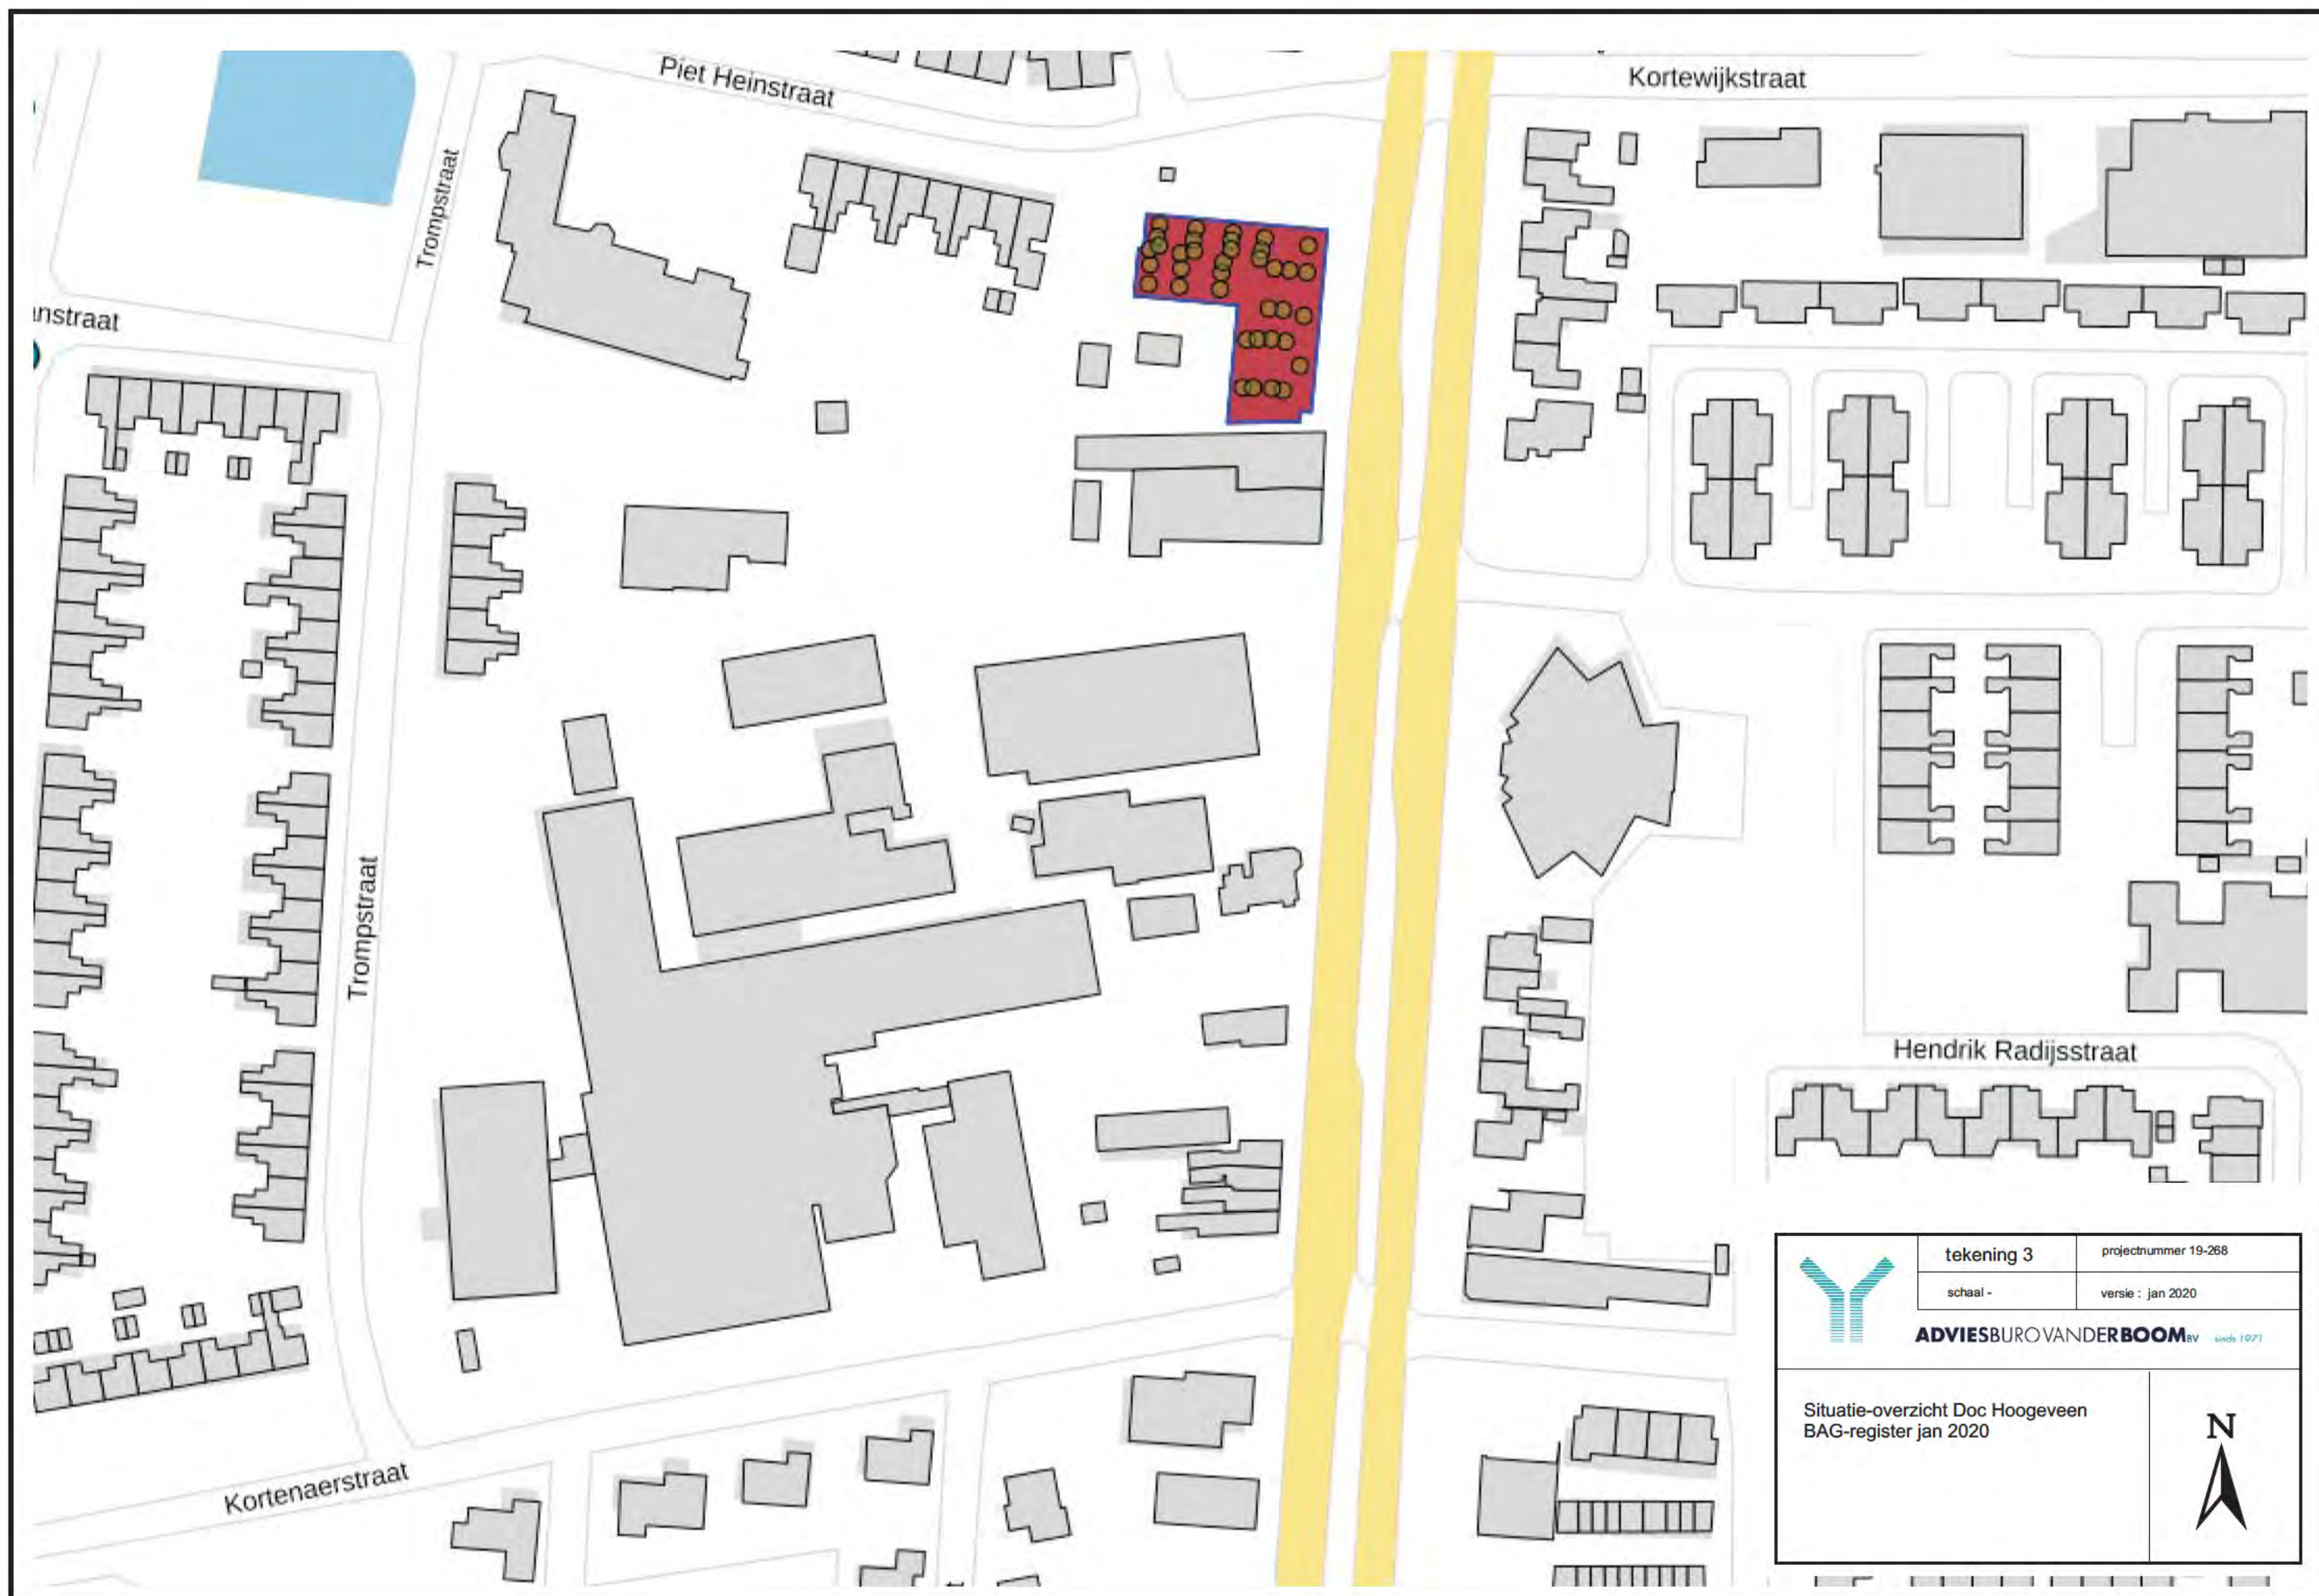 Piet Heinstraat
Kortewijkstraat
Trompstraat
nstraat
Trompstraat
Hendrik Radijsstraat
Kortenaerstraat
tekening 3
projectnummer 19-268
schaal -
versie : jan 2020
ADVIESBUROVANDERBOOMBV sinds 1971
Situatie-overzicht Doc Hoogeveen
BAG-register jan 2020
N